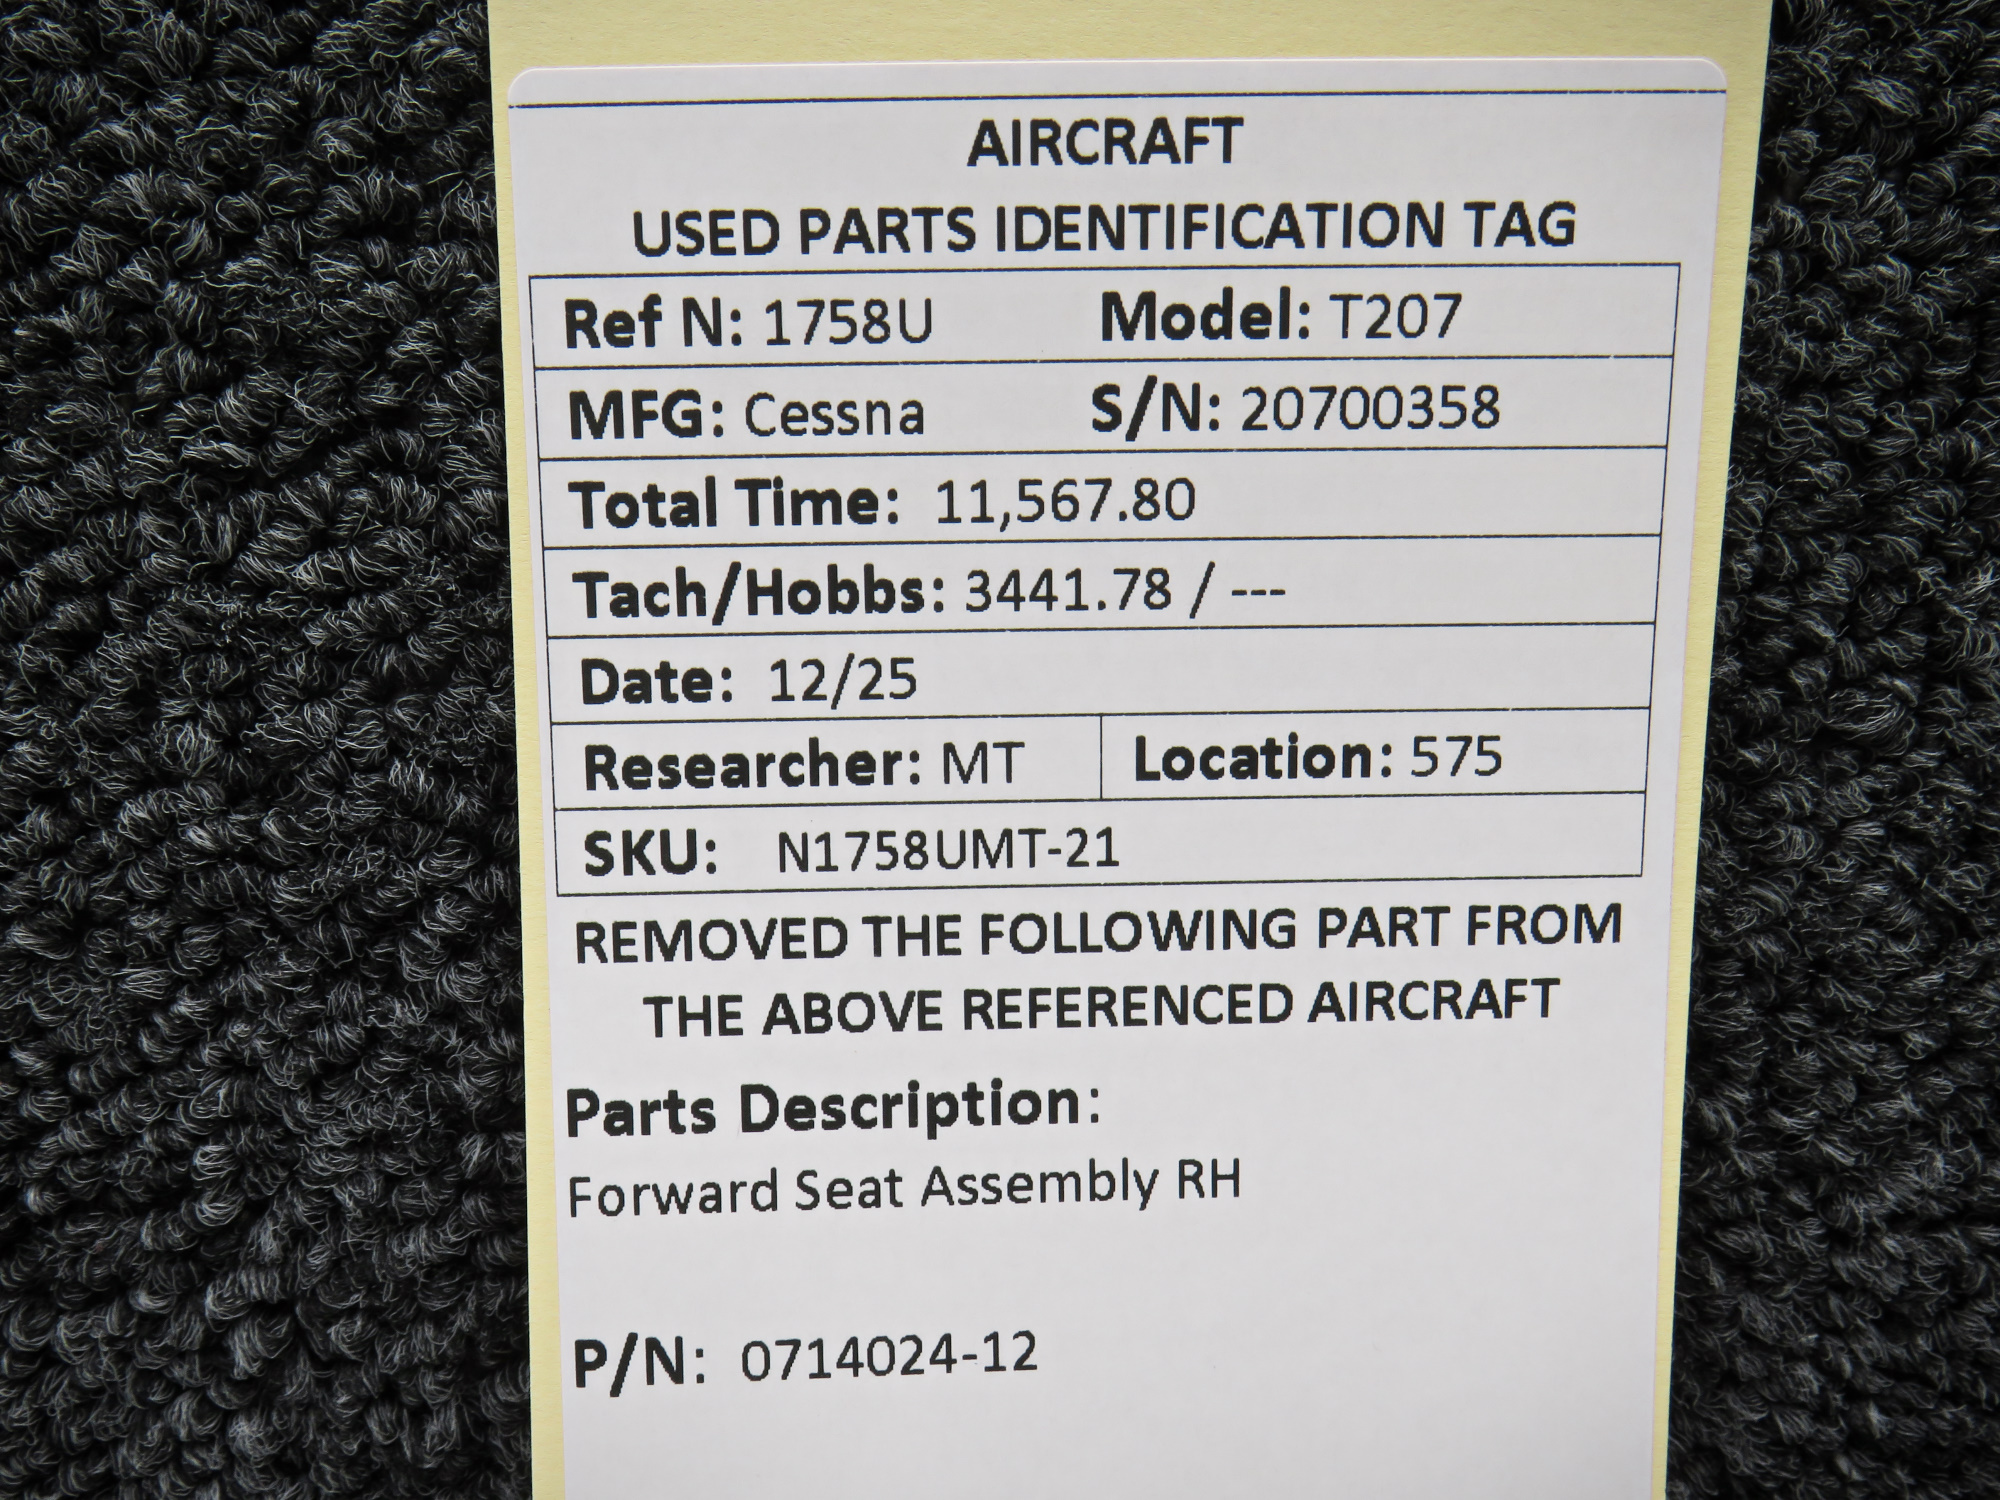 AIRCRAFT
USED PARTS IDENTIFICATION TAG
Ref N: 1758U Model: T207
MFG: Cessna S/N: 20700358
Total Time: 11,567.80
Tach/Hobbs: 3441.78 / ---
Date: 12/25
Researcher: MT Location: 575
SKU: N1758UMT-21
REMOVED THE FOLLOWING PART FROM
THE ABOVE REFERENCED AIRCRAFT
Parts Description:
Forward Seat Assembly RH
P/N: 0714024-12